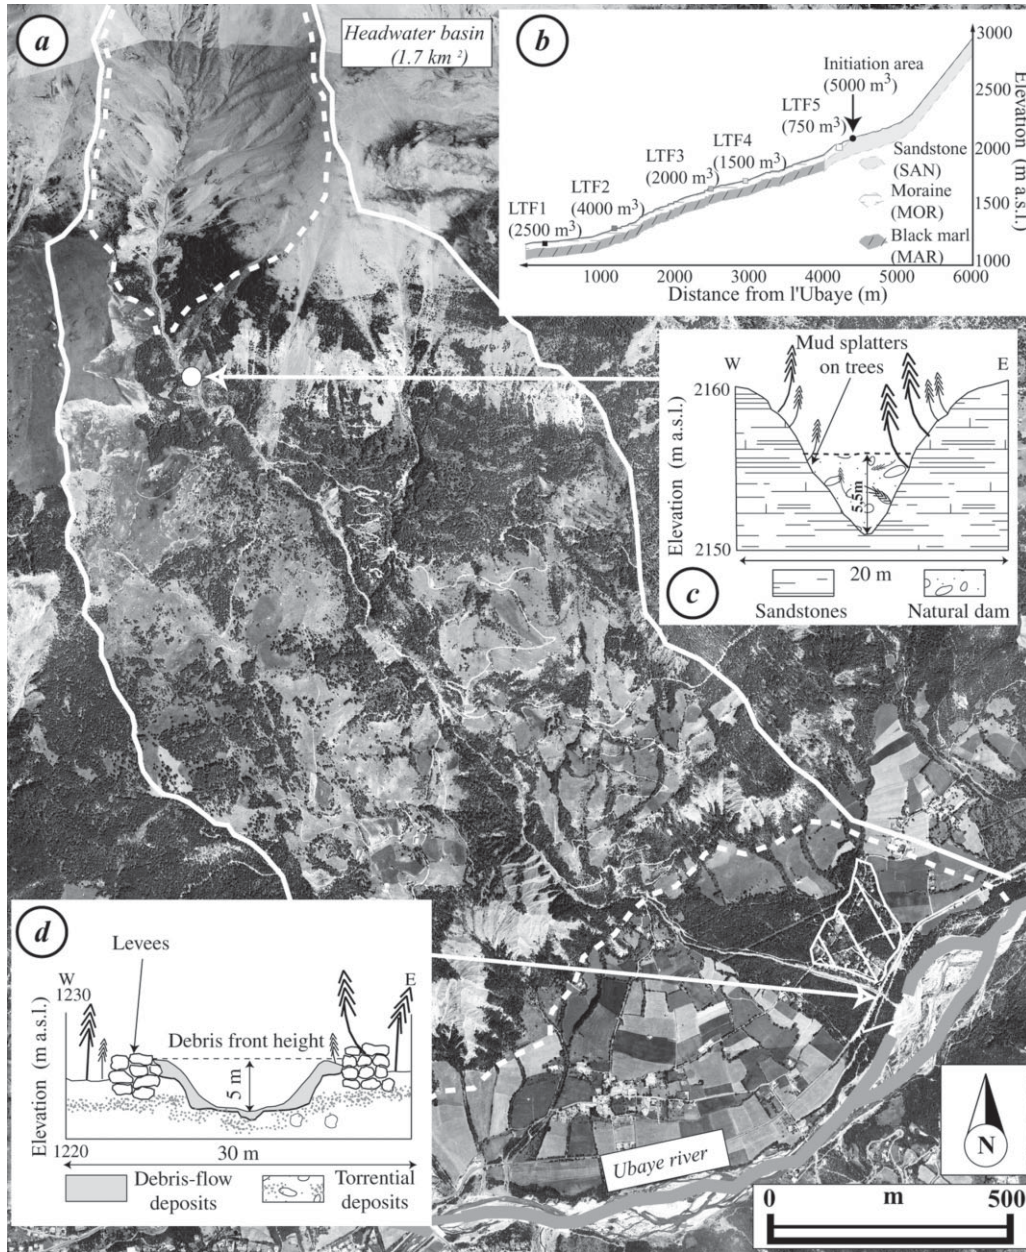 a
Headwater basin
(1.7 km ²)
b
3000
2500
2000
1500
1000
Elevation (m a.s.l.)
Initiation area
(5000 m³)
LTF5
(750 m³)
LTF4
(1500 m³)
LTF3
(2000 m³)
LTF2
(4000 m³)
LTF1
(2500 m³)
Sandstone
(SAN)
Moraine
(MOR)
Black marl
(MAR)
1000 2000 3000 4000 5000 6000
Distance from l'Ubaye (m)
Mud splatters
on trees
W
E
2160
2150
Elevation (m a.s.l.)
5,5m
20 m
c
Sandstones
Natural dam
d
Levees
W
E
1230
Debris front height
5 m
Elevation (m a.s.l.)
1220
30 m
Debris-flow
deposits
Torrential
deposits
Ubaye river
N
0 m 500